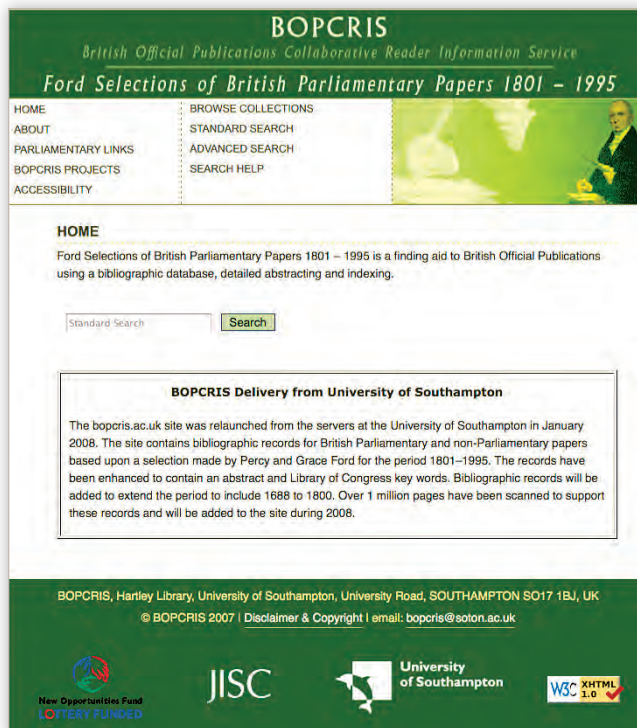 BOPCRIS
British Official Publications Collaborative Reader Information Service
Ford Selections of British Parliamentary Papers 1801 – 1995
HOME
ABOUT
PARLIAMENTARY LINKS
BOPCRIS PROJECTS
ACCESSIBILITY
BROWSE COLLECTIONS
STANDARD SEARCH
ADVANCED SEARCH
SEARCH HELP
HOME
Ford Selections of British Parliamentary Papers 1801 – 1995 is a finding aid to British Official Publications
using a bibliographic database, detailed abstracting and indexing.
Standard Search
Search
BOPCRIS Delivery from University of Southampton
The bopcris.ac.uk site was relaunched from the servers at the University of Southampton in January
2008. The site contains bibliographic records for British Parliamentary and non-Parliamentary papers
based upon a selection made by Percy and Grace Ford for the period 1801–1995. The records have
been enhanced to contain an abstract and Library of Congress key words. Bibliographic records will be
added to extend the period to include 1688 to 1800. Over 1 million pages have been scanned to support
these records and will be added to the site during 2008.
BOPCRIS, Hartley Library, University of Southampton, University Road, SOUTHAMPTON SO17 1BJ, UK
© BOPCRIS 2007 | Disclaimer & Copyright | email: bopcris@soton.ac.uk
New Opportunities Fund
LOTTERY FUNDED
JISC
University
of Southampton
W3C XHTML
1.0